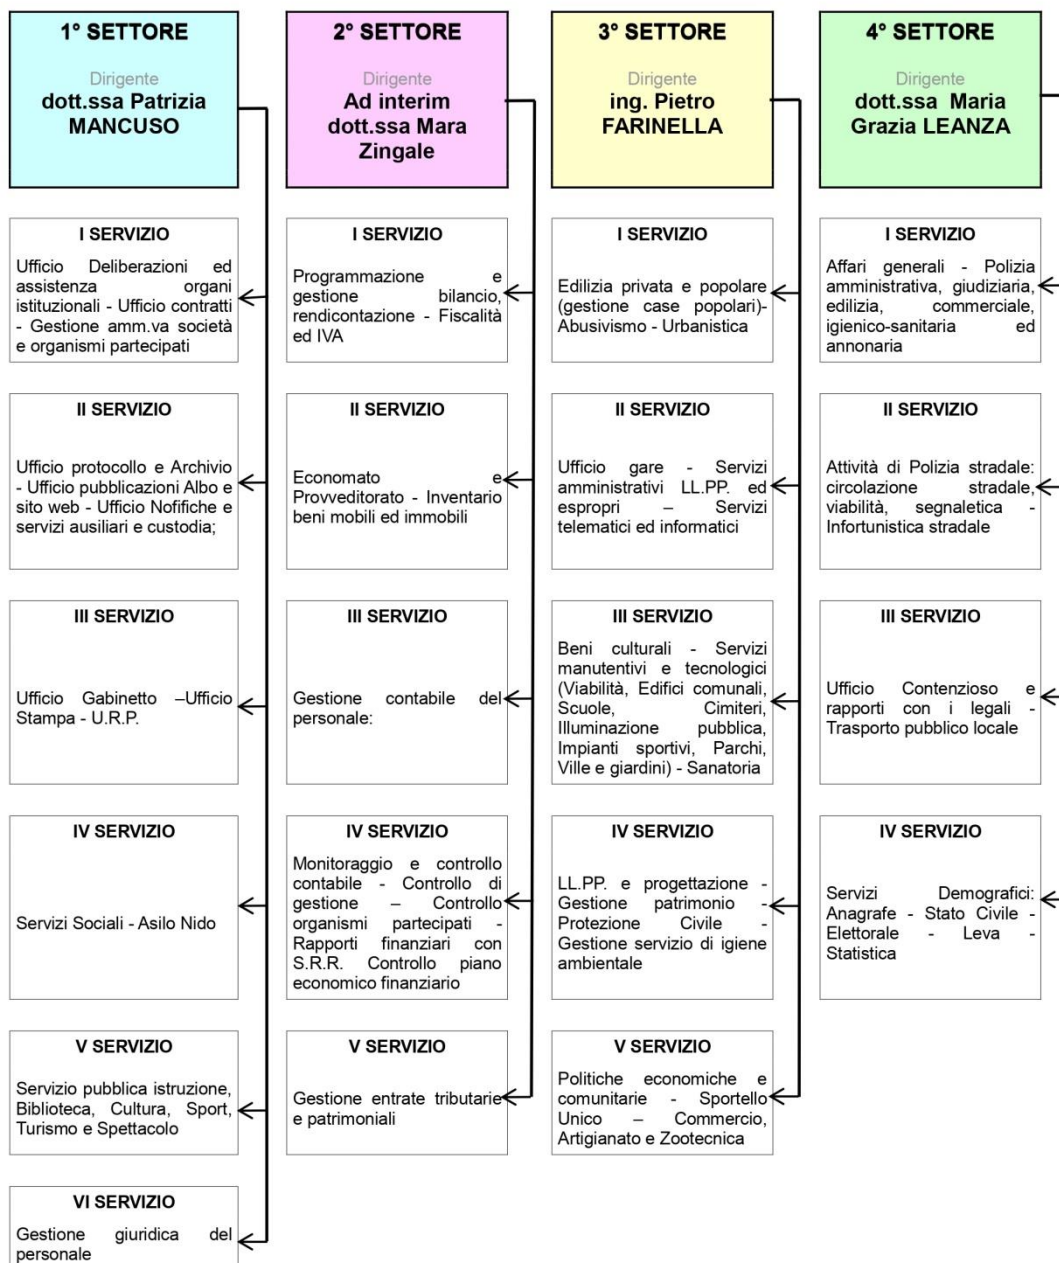 1° SETTORE
Dirigente
dott.ssa Patrizia
MANCUSO
I SERVIZIO
Ufficio Deliberazioni ed
assistenza organi
istituzionali - Ufficio contratti
- Gestione amm.va società
e organismi partecipati
II SERVIZIO
Ufficio protocollo e Archivio
- Ufficio pubblicazioni Albo e
sito web - Ufficio Nofifiche e
servizi ausiliari e custodia;
III SERVIZIO
Ufficio Gabinetto –Ufficio
Stampa - U.R.P.
IV SERVIZIO
Servizi Sociali - Asilo Nido
V SERVIZIO
Servizio pubblica istruzione,
Biblioteca, Cultura, Sport,
Turismo e Spettacolo
VI SERVIZIO
Gestione giuridica del
personale
2° SETTORE
Dirigente
Ad interim
dott.ssa Mara
Zingale
I SERVIZIO
Programmazione e
gestione bilancio,
rendicontazione - Fiscalità
ed IVA
II SERVIZIO
Economato e
Provveditorato - Inventario
beni mobili ed immobili
III SERVIZIO
Gestione contabile del
personale:
IV SERVIZIO
Monitoraggio e controllo
contabile - Controllo di
gestione – Controllo
organismi partecipati -
Rapporti finanziari con
S.R.R. Controllo piano
economico finanziario
V SERVIZIO
Gestione entrate tributarie
e patrimoniali
3° SETTORE
Dirigente
ing. Pietro
FARINELLA
I SERVIZIO
Edilizia privata e popolare
(gestione case popolari)-
Abusivismo - Urbanistica
II SERVIZIO
Ufficio gare - Servizi
amministrativi LL.PP. ed
espropri – Servizi
telematici ed informatici
III SERVIZIO
Beni culturali - Servizi
manutentivi e tecnologici
(Viabilità, Edifici comunali,
Scuole, Cimiteri,
Illuminazione pubblica,
Impianti sportivi, Parchi,
Ville e giardini) - Sanatoria
IV SERVIZIO
LL.PP. e progettazione -
Gestione patrimonio -
Protezione Civile -
Gestione servizio di igiene
ambientale
V SERVIZIO
Politiche economiche e
comunitarie - Sportello
Unico – Commercio,
Artigianato e Zootecnica
4° SETTORE
Dirigente
dott.ssa Maria
Grazia LEANZA
I SERVIZIO
Affari generali - Polizia
amministrativa, giudiziaria,
edilizia, commerciale,
igienico-sanitaria ed
annonaria
II SERVIZIO
Attività di Polizia stradale:
circolazione stradale,
viabilità, segnaletica -
Infortunistica stradale
III SERVIZIO
Ufficio Contenzioso e
rapporti con i legali -
Trasporto pubblico locale
IV SERVIZIO
Servizi Demografici:
Anagrafe - Stato Civile -
Elettorale - Leva -
Statistica